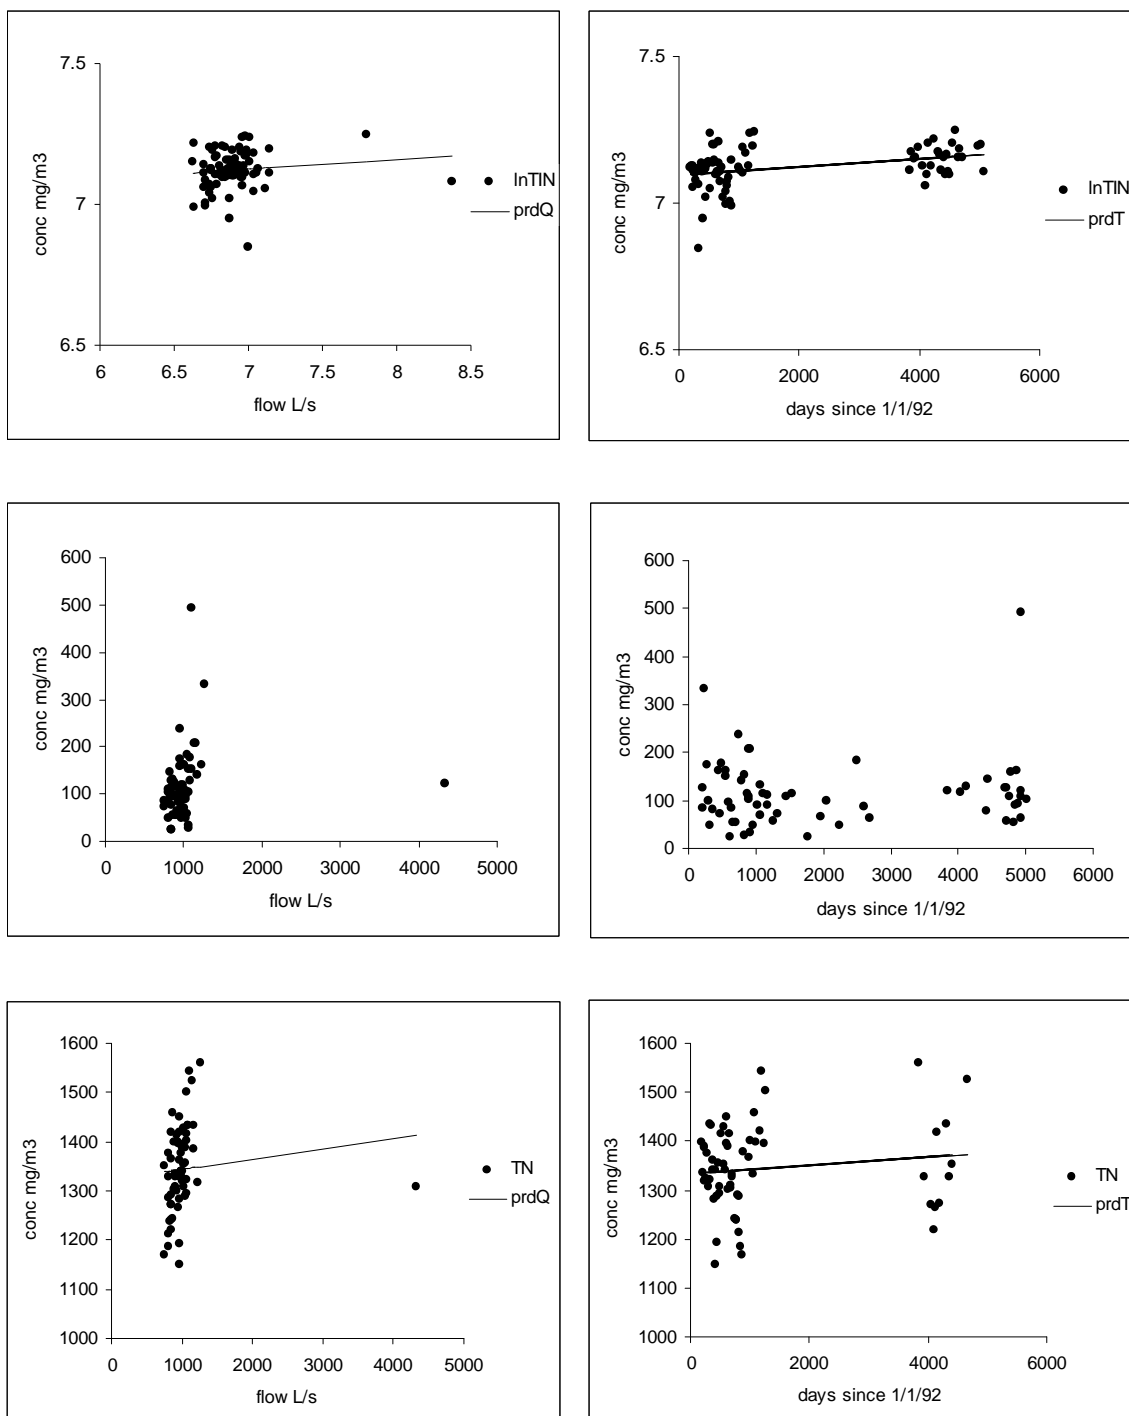 7.5
7
6.5
conc mg/m3
6 6.5 7 7.5 8 8.5
flow L/s
lnTIN
prdQ
7.5
7
6.5
conc mg/m3
0 2000 4000 6000
days since 1/1/92
lnTIN
prdT
600
500
400
300
200
100
0
conc mg/m3
0 1000 2000 3000 4000 5000
flow L/s
600
500
400
300
200
100
0
conc mg/m3
0 1000 2000 3000 4000 5000 6000
days since 1/1/92
1600
1500
1400
1300
1200
1100
1000
conc mg/m3
0 1000 2000 3000 4000 5000
flow L/s
TN
prdQ
1600
1500
1400
1300
1200
1100
1000
conc mg/m3
0 2000 4000 6000
days since 1/1/92
TN
prdT